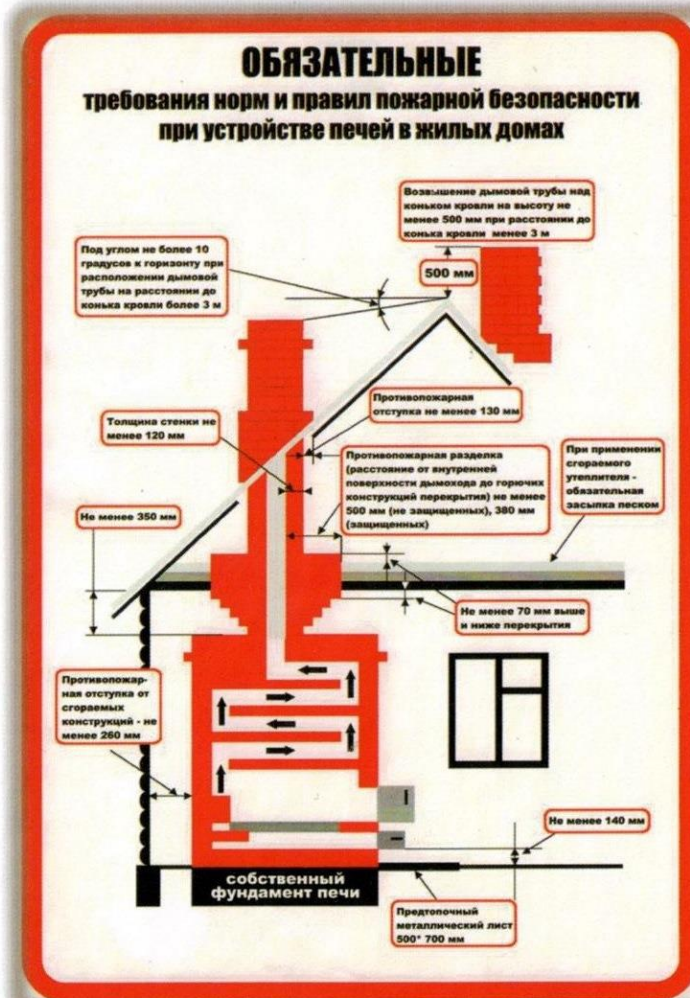 ОБЯЗАТЕЛЬНЫЕ
требования норм и правил пожарной безопасности
при устройстве печей в жилых домах
Возвышение дымовой трубы над
коньком кровли на высоту не
менее 500 мм при расстоянии до
конька кровли менее 3 м
Под углом не более 10
градусов к горизонту при
расположении дымовой
трубы на расстоянии до
конька кровли более 3 м
500 мм
Противопожарная
отступка не менее 130 мм
Толщина стенки не
менее 120 мм
Противопожарная разделка
(расстояние от внутренней
поверхности дымохода до горючих
конструкций перекрытия) не менее
500 мм (не защищенных), 380 мм
(защищенных)
При применении
сгораемого
утеплителя -
обязательная
засыпка песком
Не менее 350 мм
Не менее 70 мм выше
и ниже перекрытия
Противопожар-
ная отступка от
сгораемых
конструкций - не
менее 260 мм
Не менее 140 мм
собственный
фундамент печи
Предтопочный
металлический лист
500* 700 мм